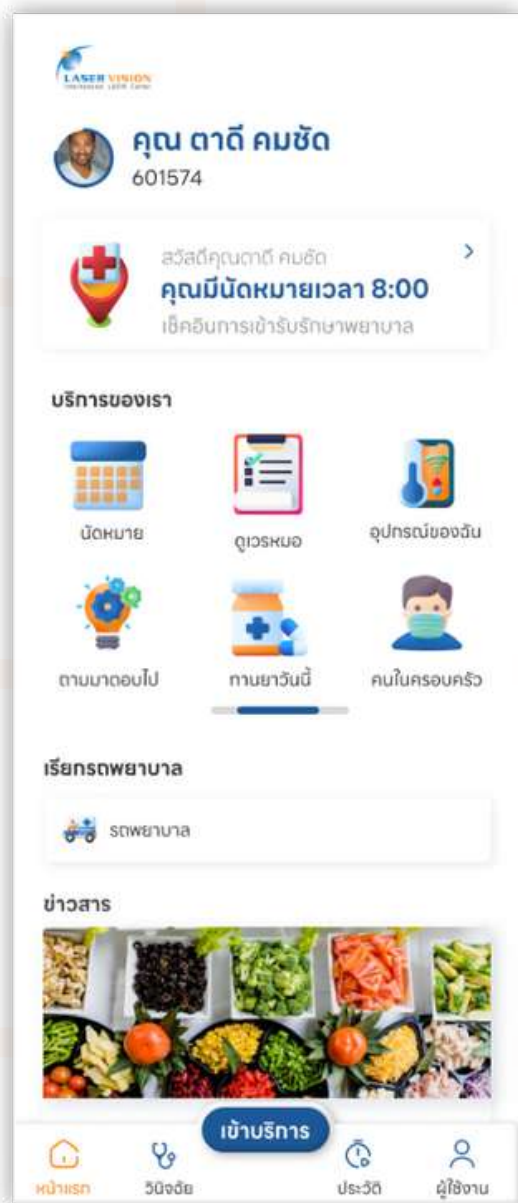 LASER VISION
คุณ ตาดี คมชัด
601574
สวัสดีคุณตาดี คมชัด
คุณมีนัดหมายเวลา 8:00
เช็คอินการเข้ารับรักษาพยาบาล
บริการของเรา
นัดหมาย
ดูเวรหมอ
อุปกรณ์ของฉัน
ถามมาตอบไป
ทานยาวันนี้
คนในครอบครัว
เรียกรถพยาบาล
รถพยาบาล
ข่าวสาร
เข้าบริการ
หน้าแรก
วินิจฉัย
ประวัติ
ผู้ใช้งาน